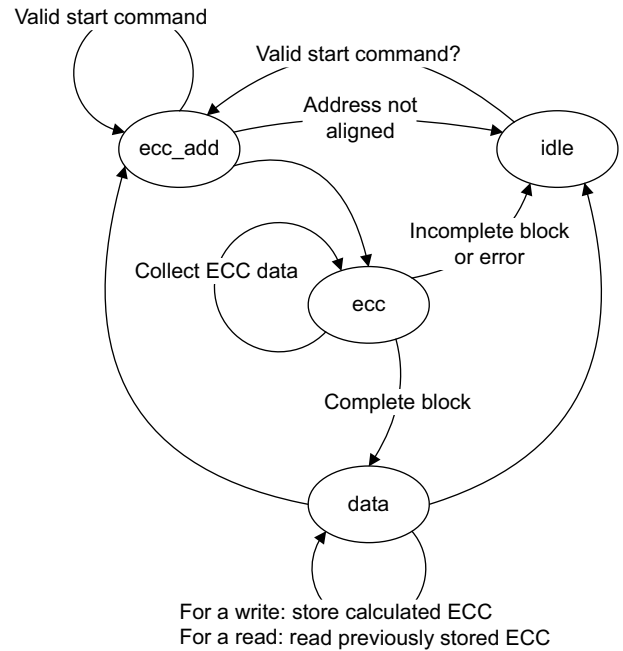 Valid start command
Valid start command?
Address not
aligned
ecc_add
idle
Incomplete block
or error
Collect ECC data
ecc
Complete block
data
For a write: store calculated ECC
For a read: read previously stored ECC